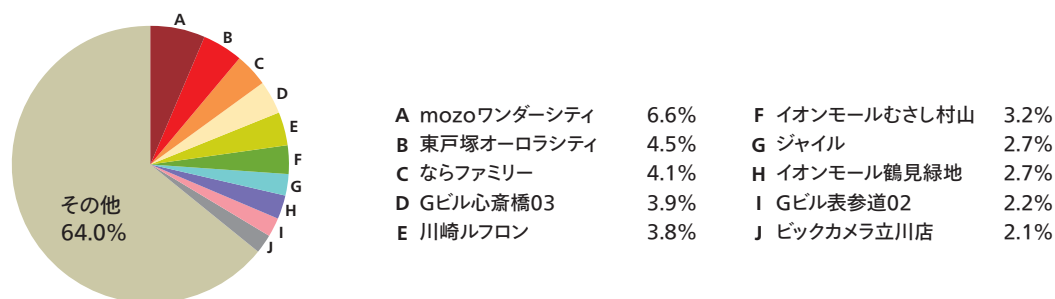 A
B
C
D
E
F
G
H
I
J
その他
64.0%
A mozoワンダーシティ 6.6%
B 東戸塚オーロラシティ 4.5%
C ならファミリー 4.1%
D Gビル心斎橋03 3.9%
E 川崎ルフロン 3.8%
F イオンモールむさし村山 3.2%
G ジャイル 2.7%
H イオンモール鶴見緑地 2.7%
I Gビル表参道02 2.2%
J ビックカメラ立川店 2.1%